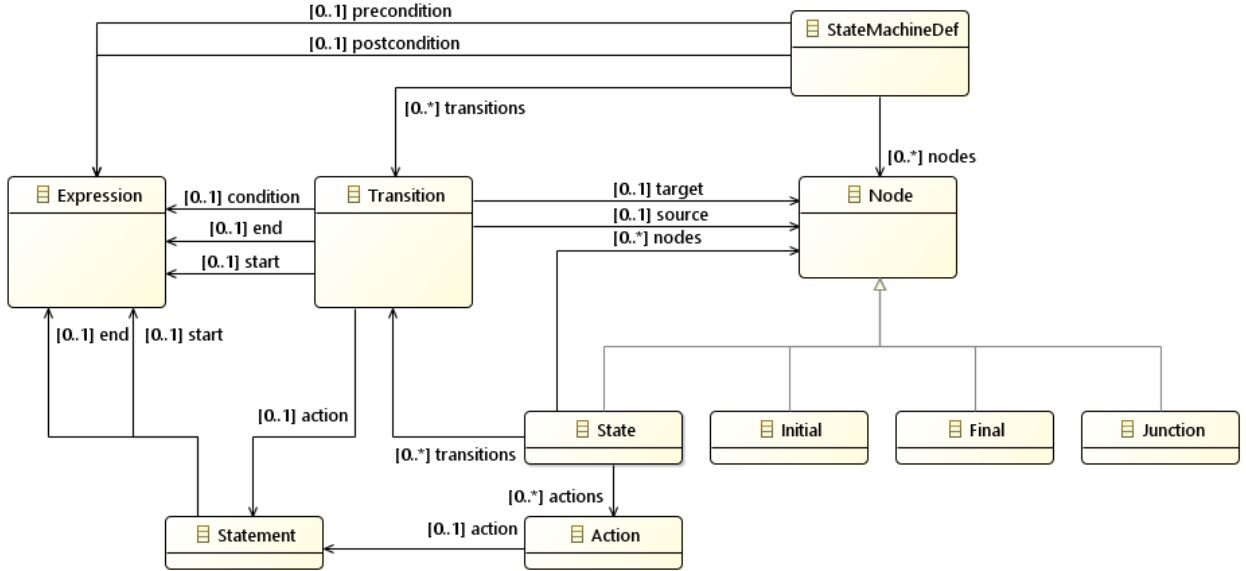 [0..1] precondition
StateMachineDef
[0..1] postcondition
[0..*] transitions
[0..*] nodes
Expression
[0..1] condition
Transition
[0..1] target
Node
[0..1] source
[0..1] end
[0..*] nodes
[0..1] start
[0..1] end
[0..1] start
[0..1] action
State
Initial
Final
Junction
[0..*] transitions
[0..*] actions
[0..1] action
Statement
Action